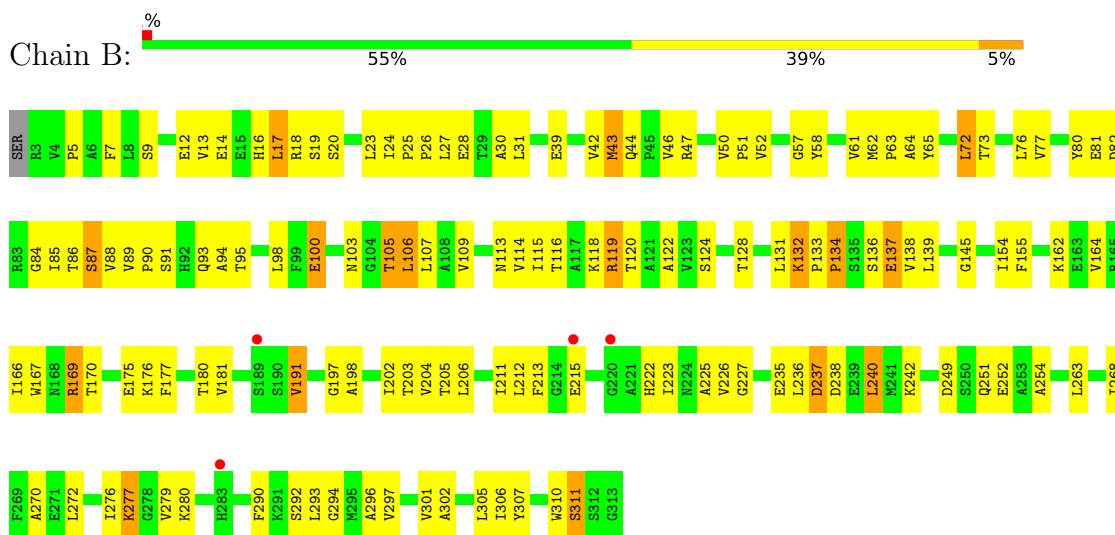 .%
Chain B:
55% 39% 5%
SER R3 V4 P5 A6 F7 L8 S9 E12 V13 E14 E15 H16 L17 R18 S19 S20 L23 I24 P25 P26 L27 E28 T29 A30 L31 E39 V42 M43 Q44 P45 V46 R47 V50 P51 V52 G57 Y58 V61 M62 P63 A64 Y65 L72 T73 L76 V77 Y80 E81 D82
R83 G84 I85 T86 S87 V88 V89 P90 S91 H92 Q93 A94 T95 L98 F99 E100 N103 G104 T105 L106 L107 A108 V109 N113 V114 I115 T116 A117 K118 R119 T120 A121 A122 V123 S124 T128 L131 K132 P133 P134 S135 S136 E137 V138 L139 G145 I154 F155 K162 E163 V164 R165
I166 W167 N168 R169 T170 E175 K176 F177 T180 V181 S189 S190 V191 G197 A198 I202 T203 V204 T205 L206 I211 L212 F213 G214 E215 G220 A221 H222 I223 N224 A225 V226 G227 E235 L236 D237 D238 E239 L240 M241 K242 D249 S250 Q251 E252 A253 A254 L263
F269 A270 E271 L272 I276 K277 G278 V279 K280 H283 F290 K291 S292 L293 G294 M295 A296 V297 V301 A302 L305 I306 Y307 W310 S311 S312 G313